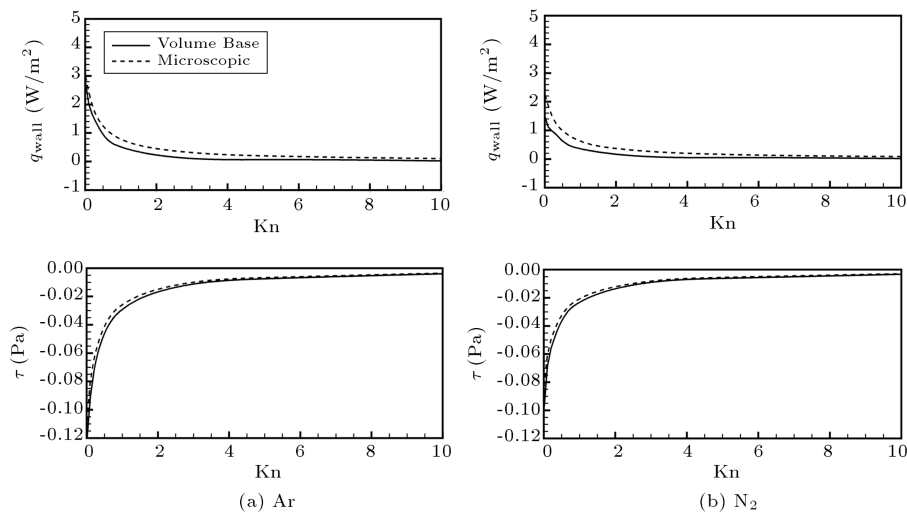 5
4
3
2
1
0
-1
q_wall (W/m²)
Volume Base
Microscopic
0 2 4 6 8 10
Kn
5
4
3
2
1
0
-1
q_wall (W/m²)
0 2 4 6 8 10
Kn
0.00
-0.02
-0.04
-0.06
-0.08
-0.10
-0.12
τ (Pa)
0 2 4 6 8 10
Kn
(a) Ar
0.00
-0.02
-0.04
-0.06
-0.08
-0.10
-0.12
τ (Pa)
0 2 4 6 8 10
Kn
(b) N₂